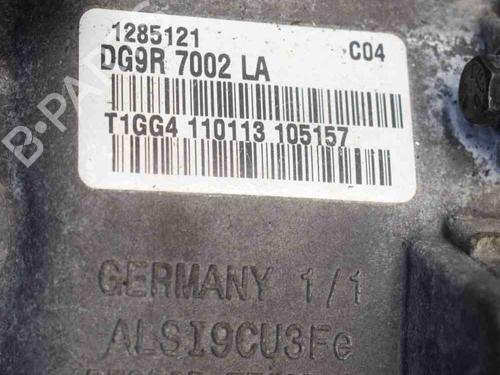 1285121 C04
DG9R 7002 LA
T1GG4 110113 105157
GERMANY 1/1
ALSI9CU3Fe